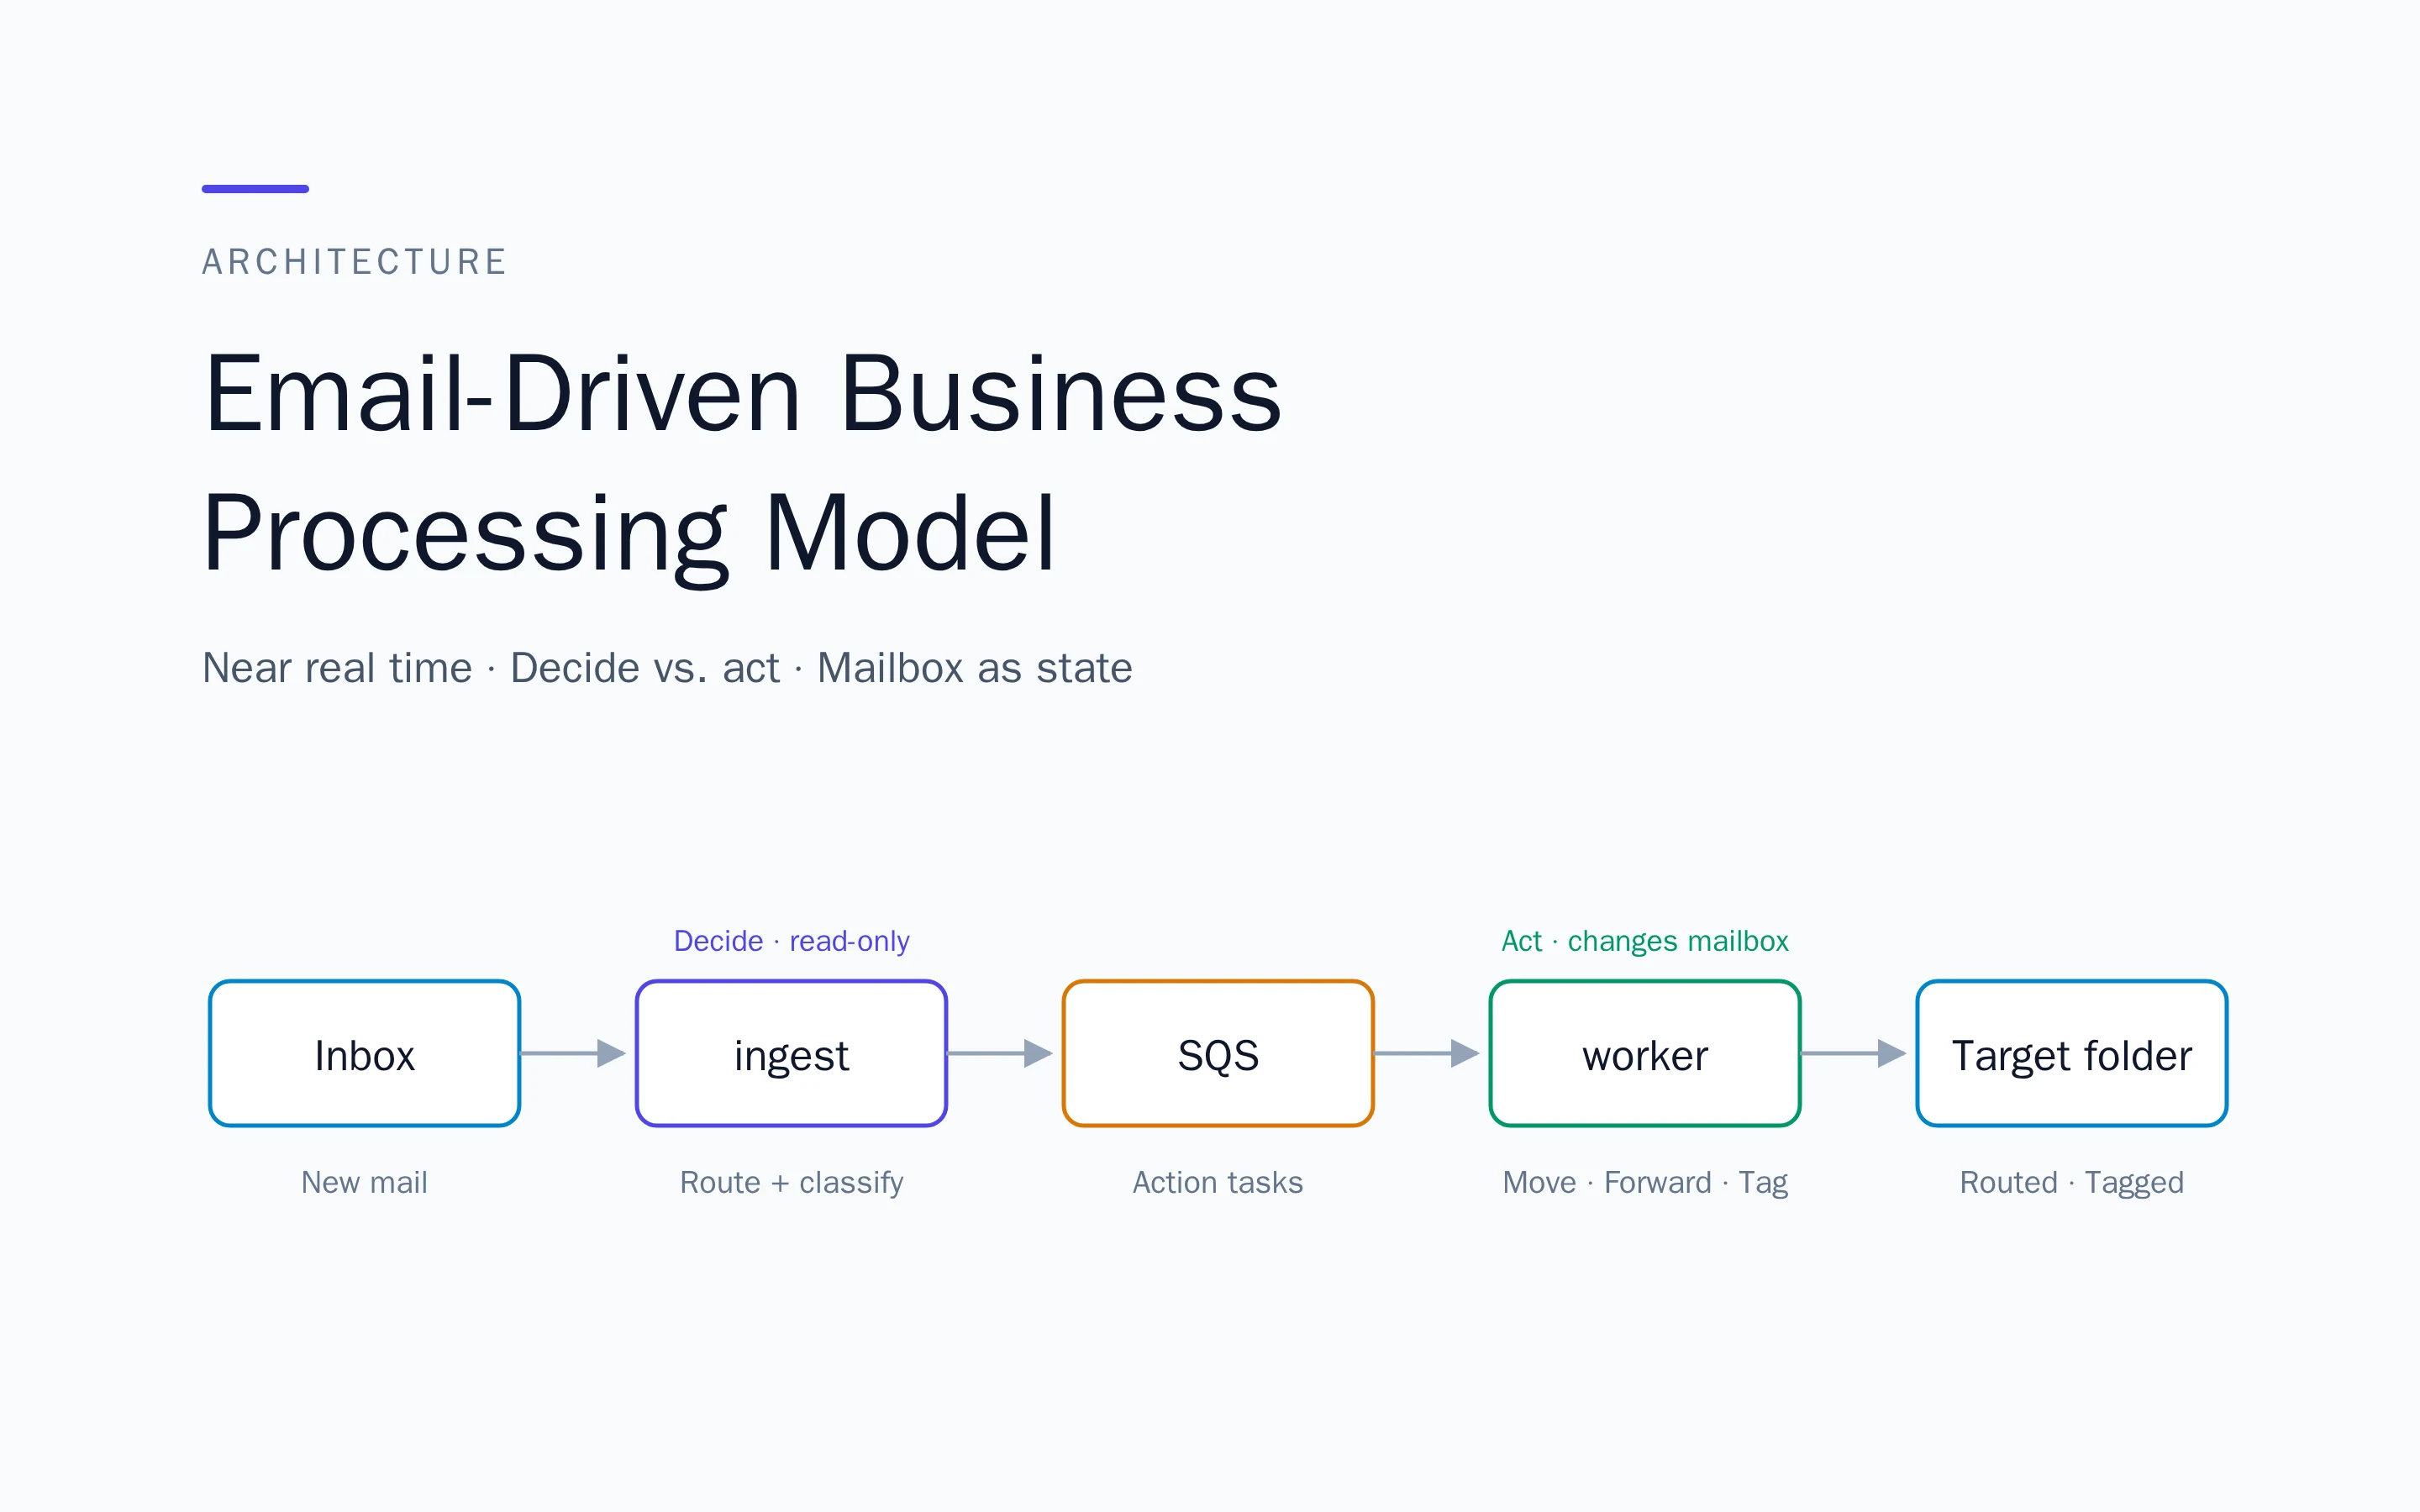 ARCHITECTURE
Email-Driven Business
Processing Model
Near real time · Decide vs. act · Mailbox as state
Decide · read-only
Act · changes mailbox
Inbox
ingest
SQS
worker
Target folder
New mail
Route + classify
Action tasks
Move · Forward · Tag
Routed · Tagged